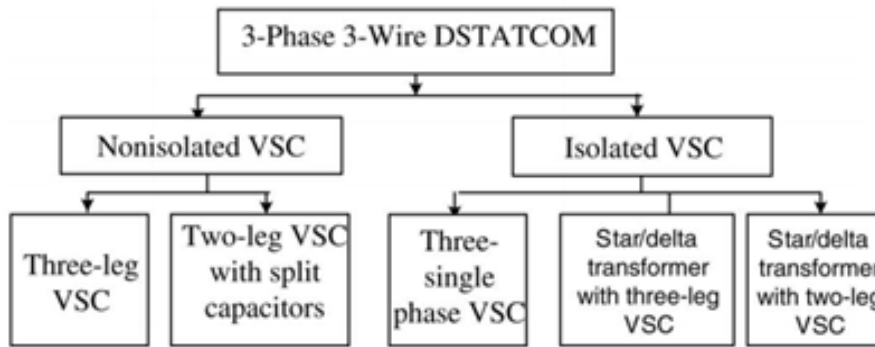 3-Phase 3-Wire DSTATCOM
Nonisolated VSC
Isolated VSC
Three-leg
VSC
Two-leg VSC
with split
capacitors
Three-
single
phase VSC
Star/delta
transformer
with three-leg
VSC
Star/delta
transformer
with two-leg
VSC